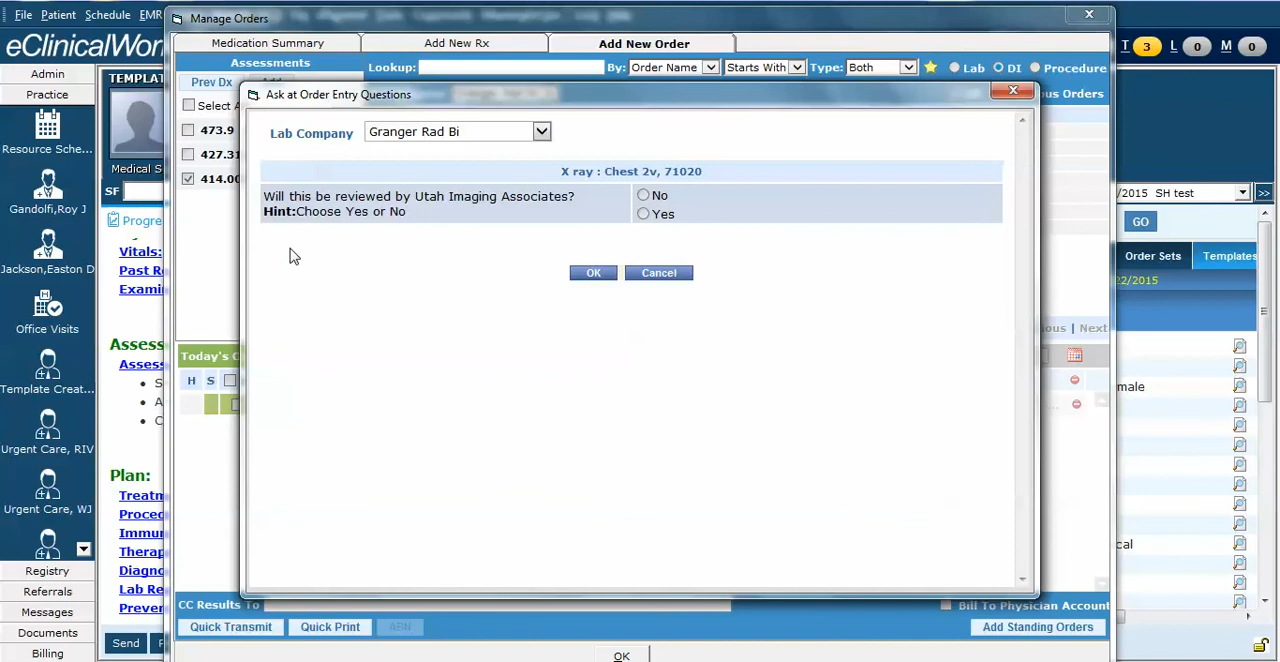 File Patient Schedule EMR
Manage Orders
eClinicalWor
T 3 L 0 M 0
Medication Summary
Add New Rx
Add New Order
Admin
Practice
Resource Sche...
Gandolfi,Roy J
Jackson,Easton D
Office Visits
Template Creat...
Urgent Care, RIV
Urgent Care, WJ
Registry
Referrals
Messages
Documents
Billing
TEMPLAT
Medical S
SF
Progre
Vitals:
Past R
Examin
Assess
Assess
S
A
C
Plan:
Treatm
Proced
Immun
Therap
Diagno
Lab Re
Preven
Send
Assessments
Prev Dx
Select A
473.9
427.31
414.00
Lookup:
By: Order Name
Starts With
Type: Both
Lab
DI
Procedure
ous Orders
Ask at Order Entry Questions
Lab Company
Granger Rad Bi
X ray : Chest 2v, 71020
Will this be reviewed by Utah Imaging Associates?
Hint:Choose Yes or No
No
Yes
OK
Cancel
ous | Next
Today's O
H S
CC Results To
Bill To Physician Account
Quick Transmit
Quick Print
ABN
Add Standing Orders
OK
/2015 SH test
>>
GO
Order Sets
Templates
22/2015
male
cal